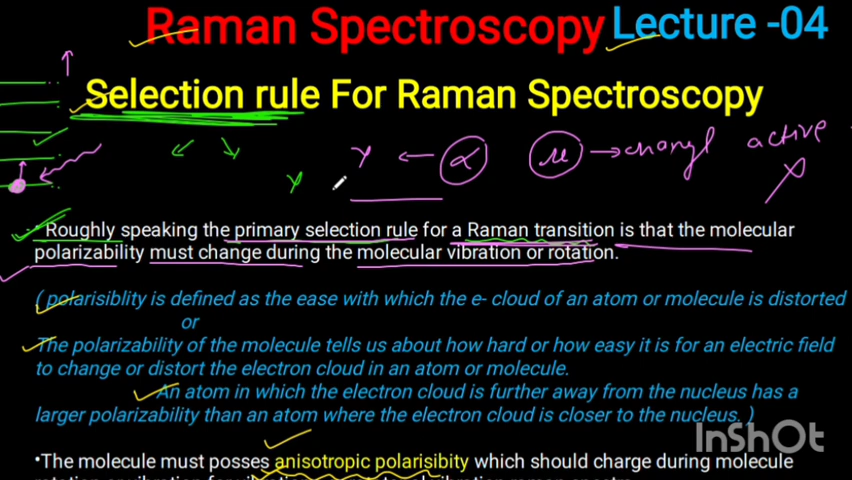 Raman Spectroscopy Lecture -04
Selection rule For Raman Spectroscopy
γ ← α μ → changl active
γ
•Roughly speaking the primary selection rule for a Raman transition is that the molecular
polarizability must change during the molecular vibration or rotation.
( polarisiblity is defined as the ease with which the e- cloud of an atom or molecule is distorted
or
The polarizability of the molecule tells us about how hard or how easy it is for an electric field
to change or distort the electron cloud in an atom or molecule.
An atom in which the electron cloud is further away from the nucleus has a
larger polarizability than an atom where the electron cloud is closer to the nucleus. )
InShOt
•The molecule must posses anisotropic polarisibity which should charge during molecule